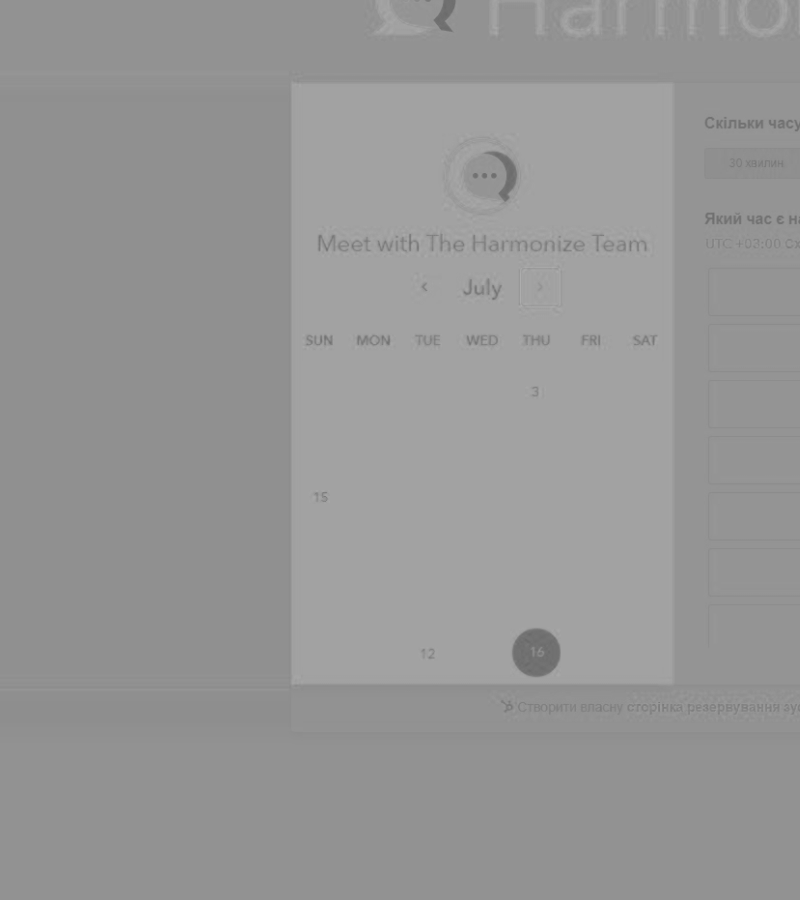 Harmo
Meet with The Harmonize Team
July
SUN MON TUE WED THU FRI SAT
3
15
12 16
Скільки часу
30 хвилин
Який час є на
UTC +03:00 Сх
Створити власну сторінка резервування зус